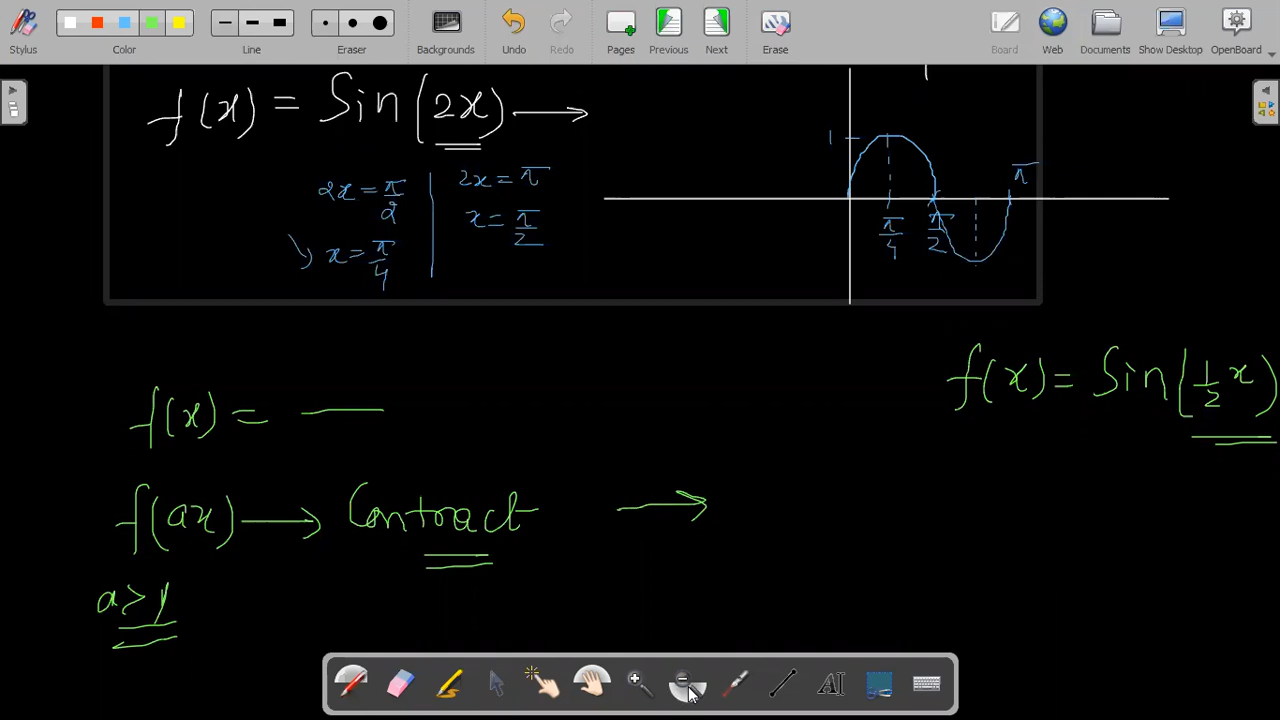 Stylus Color Line Eraser Backgrounds Undo Redo Pages Previous Next Erase Board Web Documents Show Desktop OpenBoard
f(x) = Sin(2x) →
2x = π/2
x = π/4
2x = π
x = π/2
1
π
π/4 π/2
f(x) = Sin(1/2 x)
f(x) = —
f(ax) → Contract →
a > 1